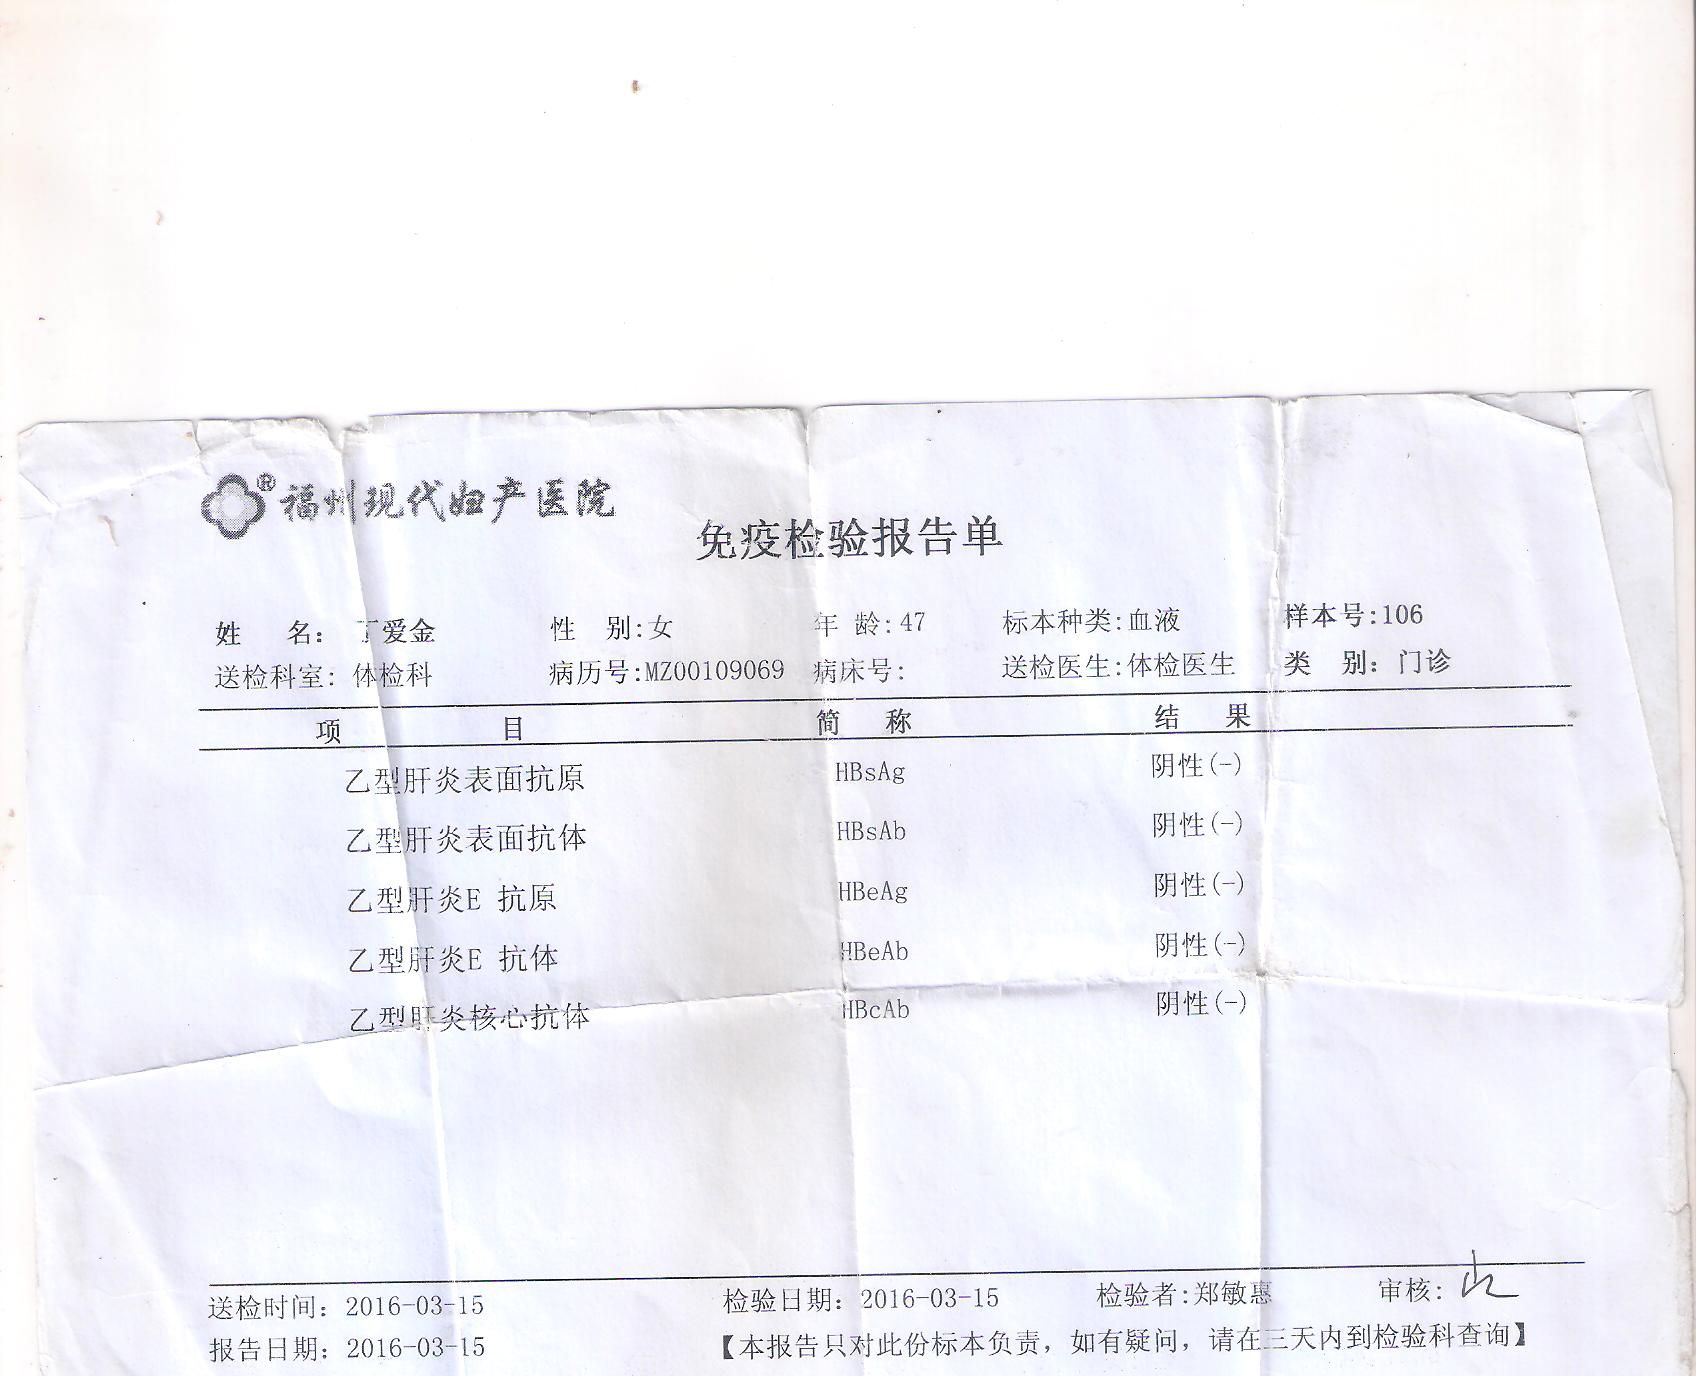 ®福州现代妇产医院
免疫检验报告单
姓 名: 丁爱金 性 别:女 年 龄:47 标本种类:血液 样本号:106
送检科室: 体检科 病历号:MZ00109069 病床号: 送检医生:体检医生 类 别: 门诊
项 目 简 称 结 果
乙型肝炎表面抗原 HBsAg 阴性(-)
乙型肝炎表面抗体 HBsAb 阴性(-)
乙型肝炎E 抗原 HBeAg 阴性(-)
乙型肝炎E 抗体 HBeAb 阴性(-)
乙型肝炎核心抗体 HBcAb 阴性(-)
送检时间: 2016-03-15 检验日期: 2016-03-15 检验者:郑敏惠 审核:
报告日期: 2016-03-15 【本报告只对此份标本负责，如有疑问，请在三天内到检验科查询】